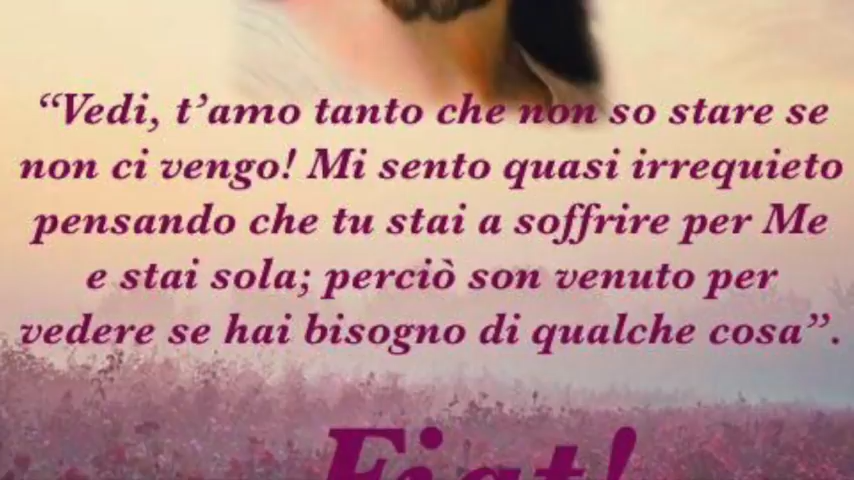 “Vedi, t’amo tanto che non so stare se
non ci vengo! Mi sento quasi irrequieto
pensando che tu stai a soffrire per Me
e stai sola; perciò son venuto per
vedere se hai bisogno di qualche cosa”.
Fiat!